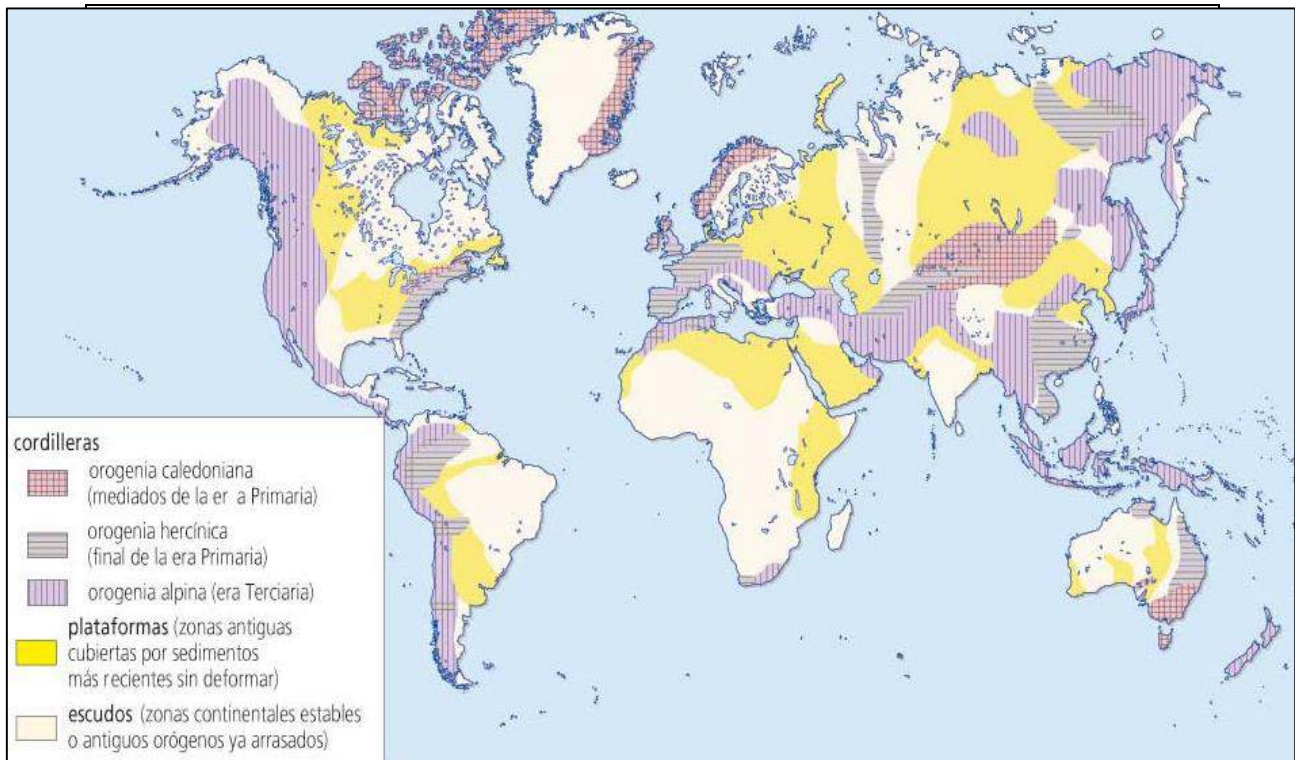 cordilleras
orogenia caledoniana
(mediados de la er a Primaria)
orogenia hercínica
(final de la era Primaria)
orogenia alpina (era Terciaria)
plataformas (zonas antiguas
cubiertas por sedimentos
más recientes sin deformar)
escudos (zonas continentales estables
o antiguos orógenos ya arrasados)